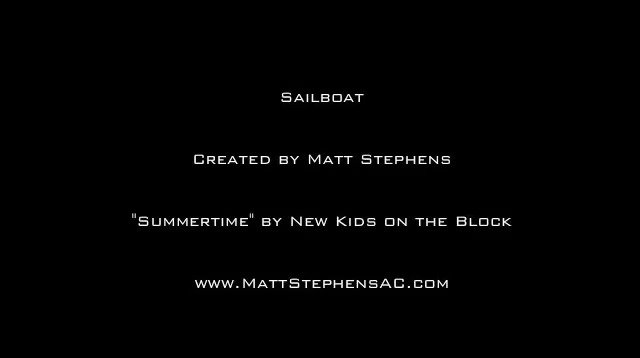 Sailboat
Created by Matt Stephens
"Summertime" by New Kids on the Block
www.MattStephensAC.com